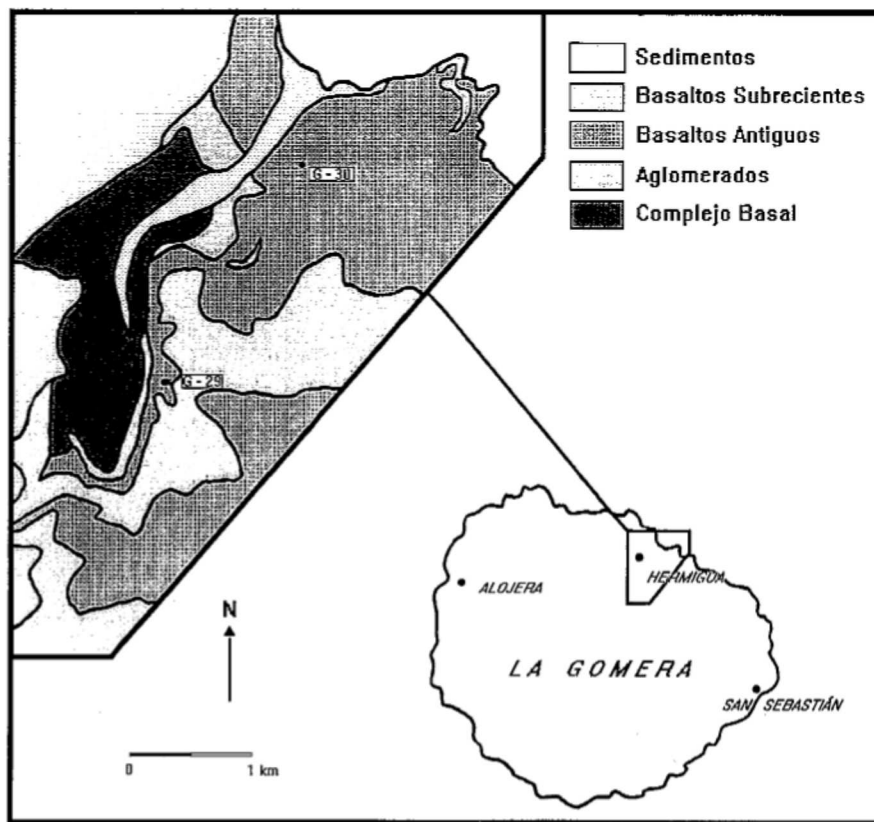 Sedimentos
Basaltos Subrecientes
Basaltos Antiguos
Aglomerados
Complejo Basal
G - 30
G - 29
N
0 1 km
HERMIGUA
ALOJERA
LA GOMERA
SAN SEBASTIÁN